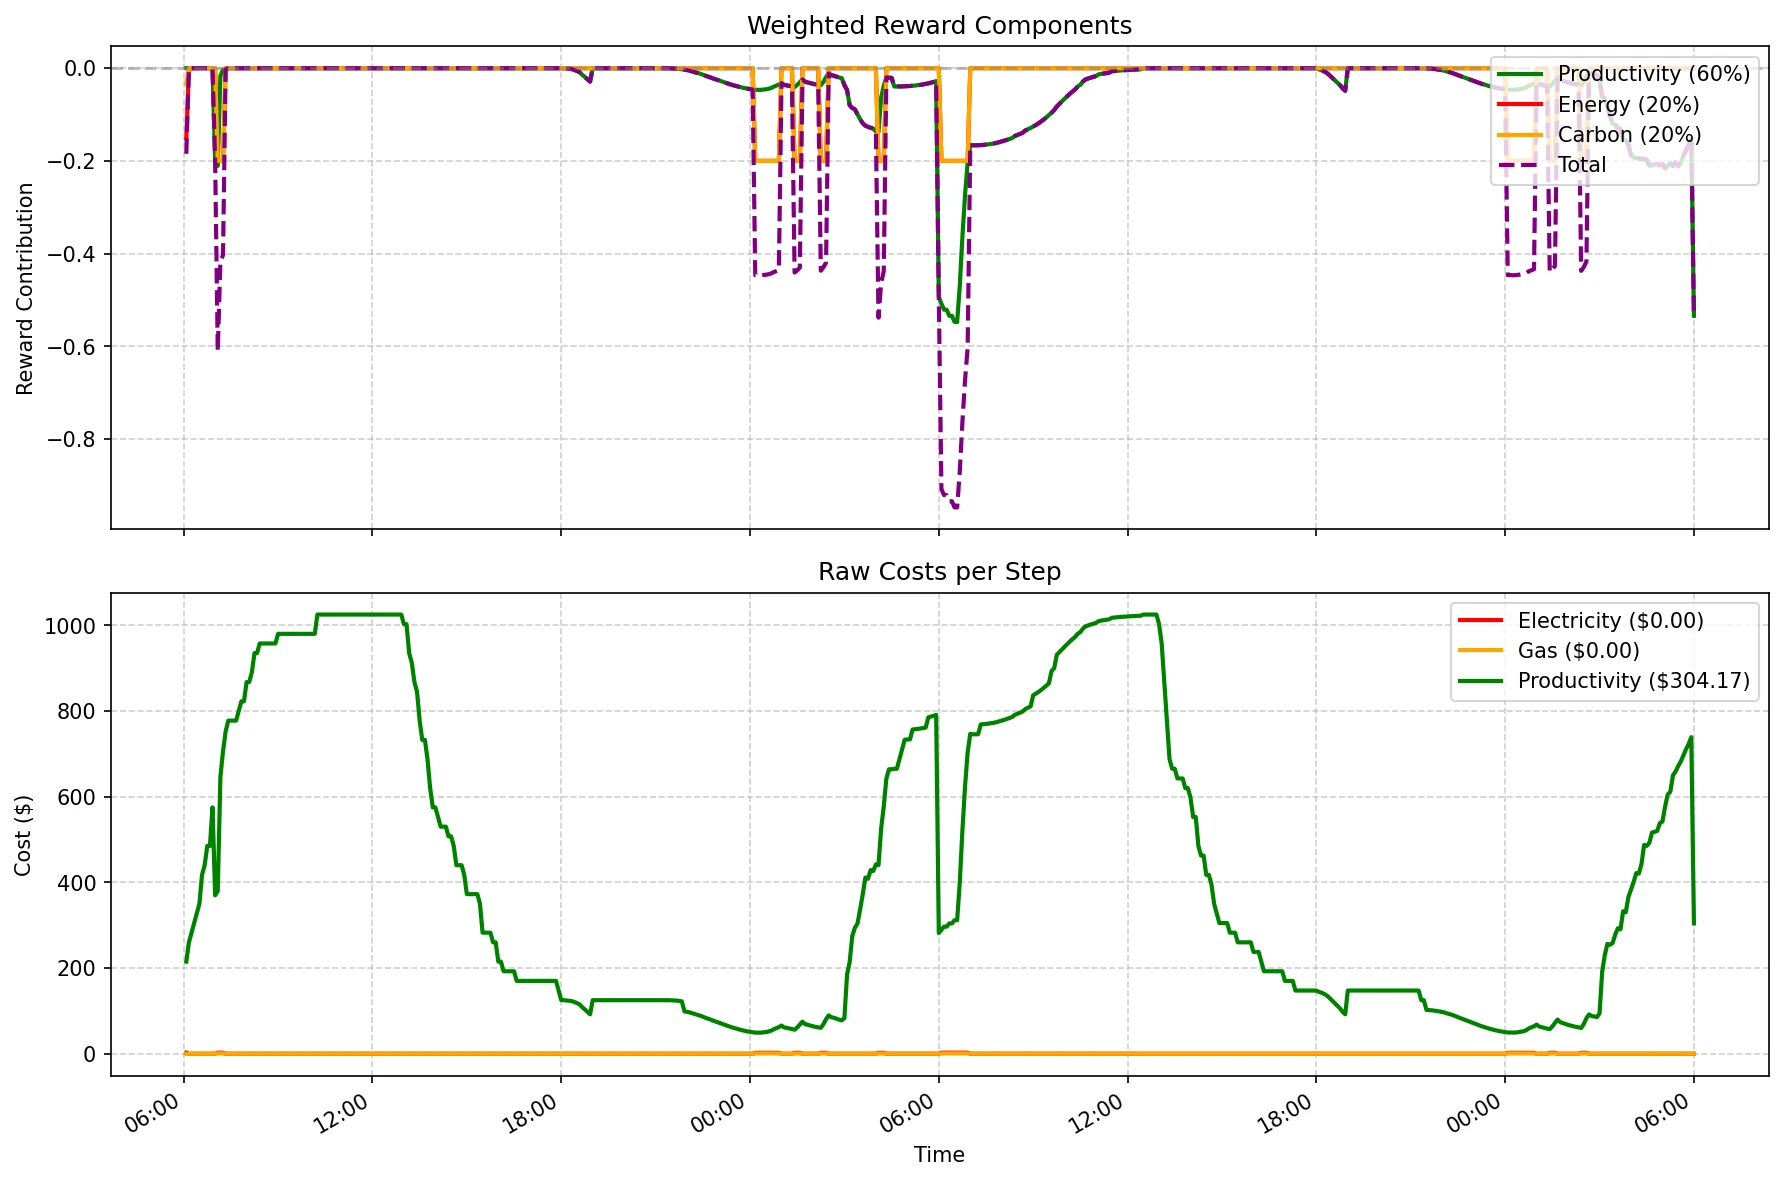 Weighted Reward Components
Reward Contribution
0.0
−0.2
−0.4
−0.6
−0.8
Productivity (60%)
Energy (20%)
Carbon (20%)
Total
Raw Costs per Step
Cost ($)
1000
800
600
400
200
0
Electricity ($0.00)
Gas ($0.00)
Productivity ($304.17)
06:00
12:00
18:00
00:00
06:00
12:00
18:00
00:00
06:00
Time